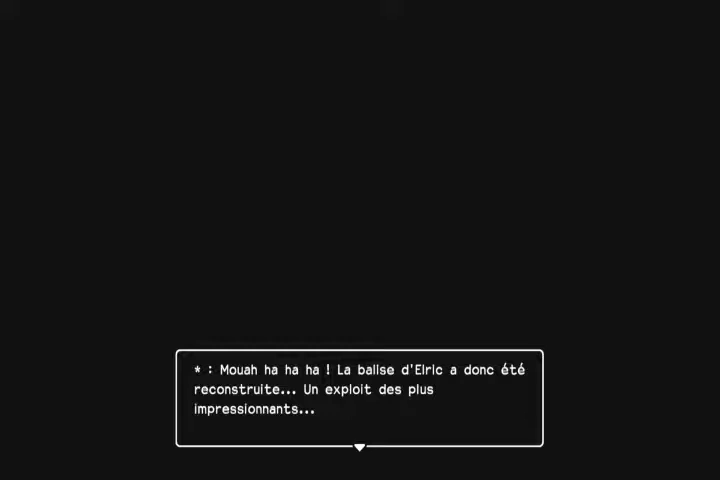 * : Mouah ha ha ha ! La balise d'Elric a donc été
reconstruite... Un exploit des plus
impressionnants...